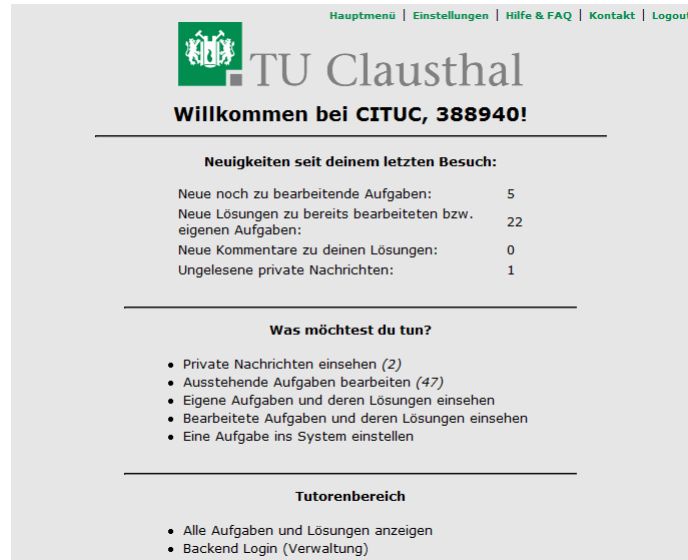 Hauptmenü | Einstellungen | Hilfe & FAQ | Kontakt | Logout
TU Clausthal
Willkommen bei CITUC, 388940!
Neuigkeiten seit deinem letzten Besuch:
Neue noch zu bearbeitende Aufgaben: 5
Neue Lösungen zu bereits bearbeiteten bzw.
eigenen Aufgaben: 22
Neue Kommentare zu deinen Lösungen: 0
Ungelesene private Nachrichten: 1
Was möchtest du tun?
• Private Nachrichten einsehen (2)
• Ausstehende Aufgaben bearbeiten (47)
• Eigene Aufgaben und deren Lösungen einsehen
• Bearbeitete Aufgaben und deren Lösungen einsehen
• Eine Aufgabe ins System einstellen
Tutorenbereich
• Alle Aufgaben und Lösungen anzeigen
• Backend Login (Verwaltung)